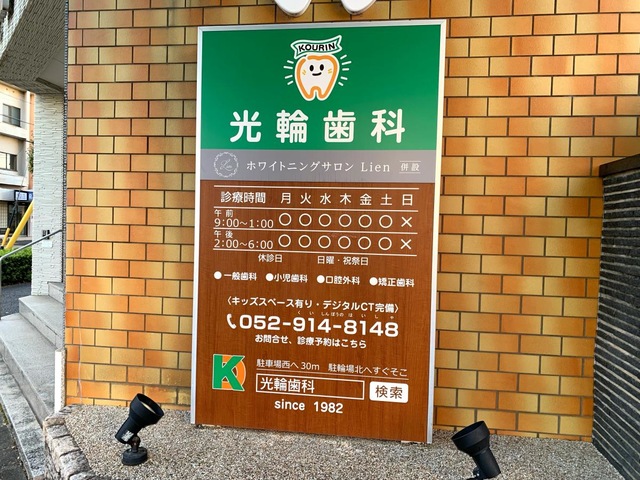 KOURIN
光輪歯科
ホワイトニングサロン Lien 併設
診療時間 月 火 水 木 金 土 日
午前 9:00～1:00 ○ ○ ○ ○ ○ ○ ×
午後 2:00～6:00 ○ ○ ○ ○ ○ ○ ×
休診日 日曜・祝祭日
●一般歯科 ●小児歯科 ●口腔外科 ●矯正歯科
〈キッズスペース有り・デジタルCT完備〉
くいしんぼうのはいしゃ
052-914-8148
お問合せ、診療予約はこちら
駐車場西へ30m 駐輪場北へすぐそこ
K
光輪歯科 検索
since 1982